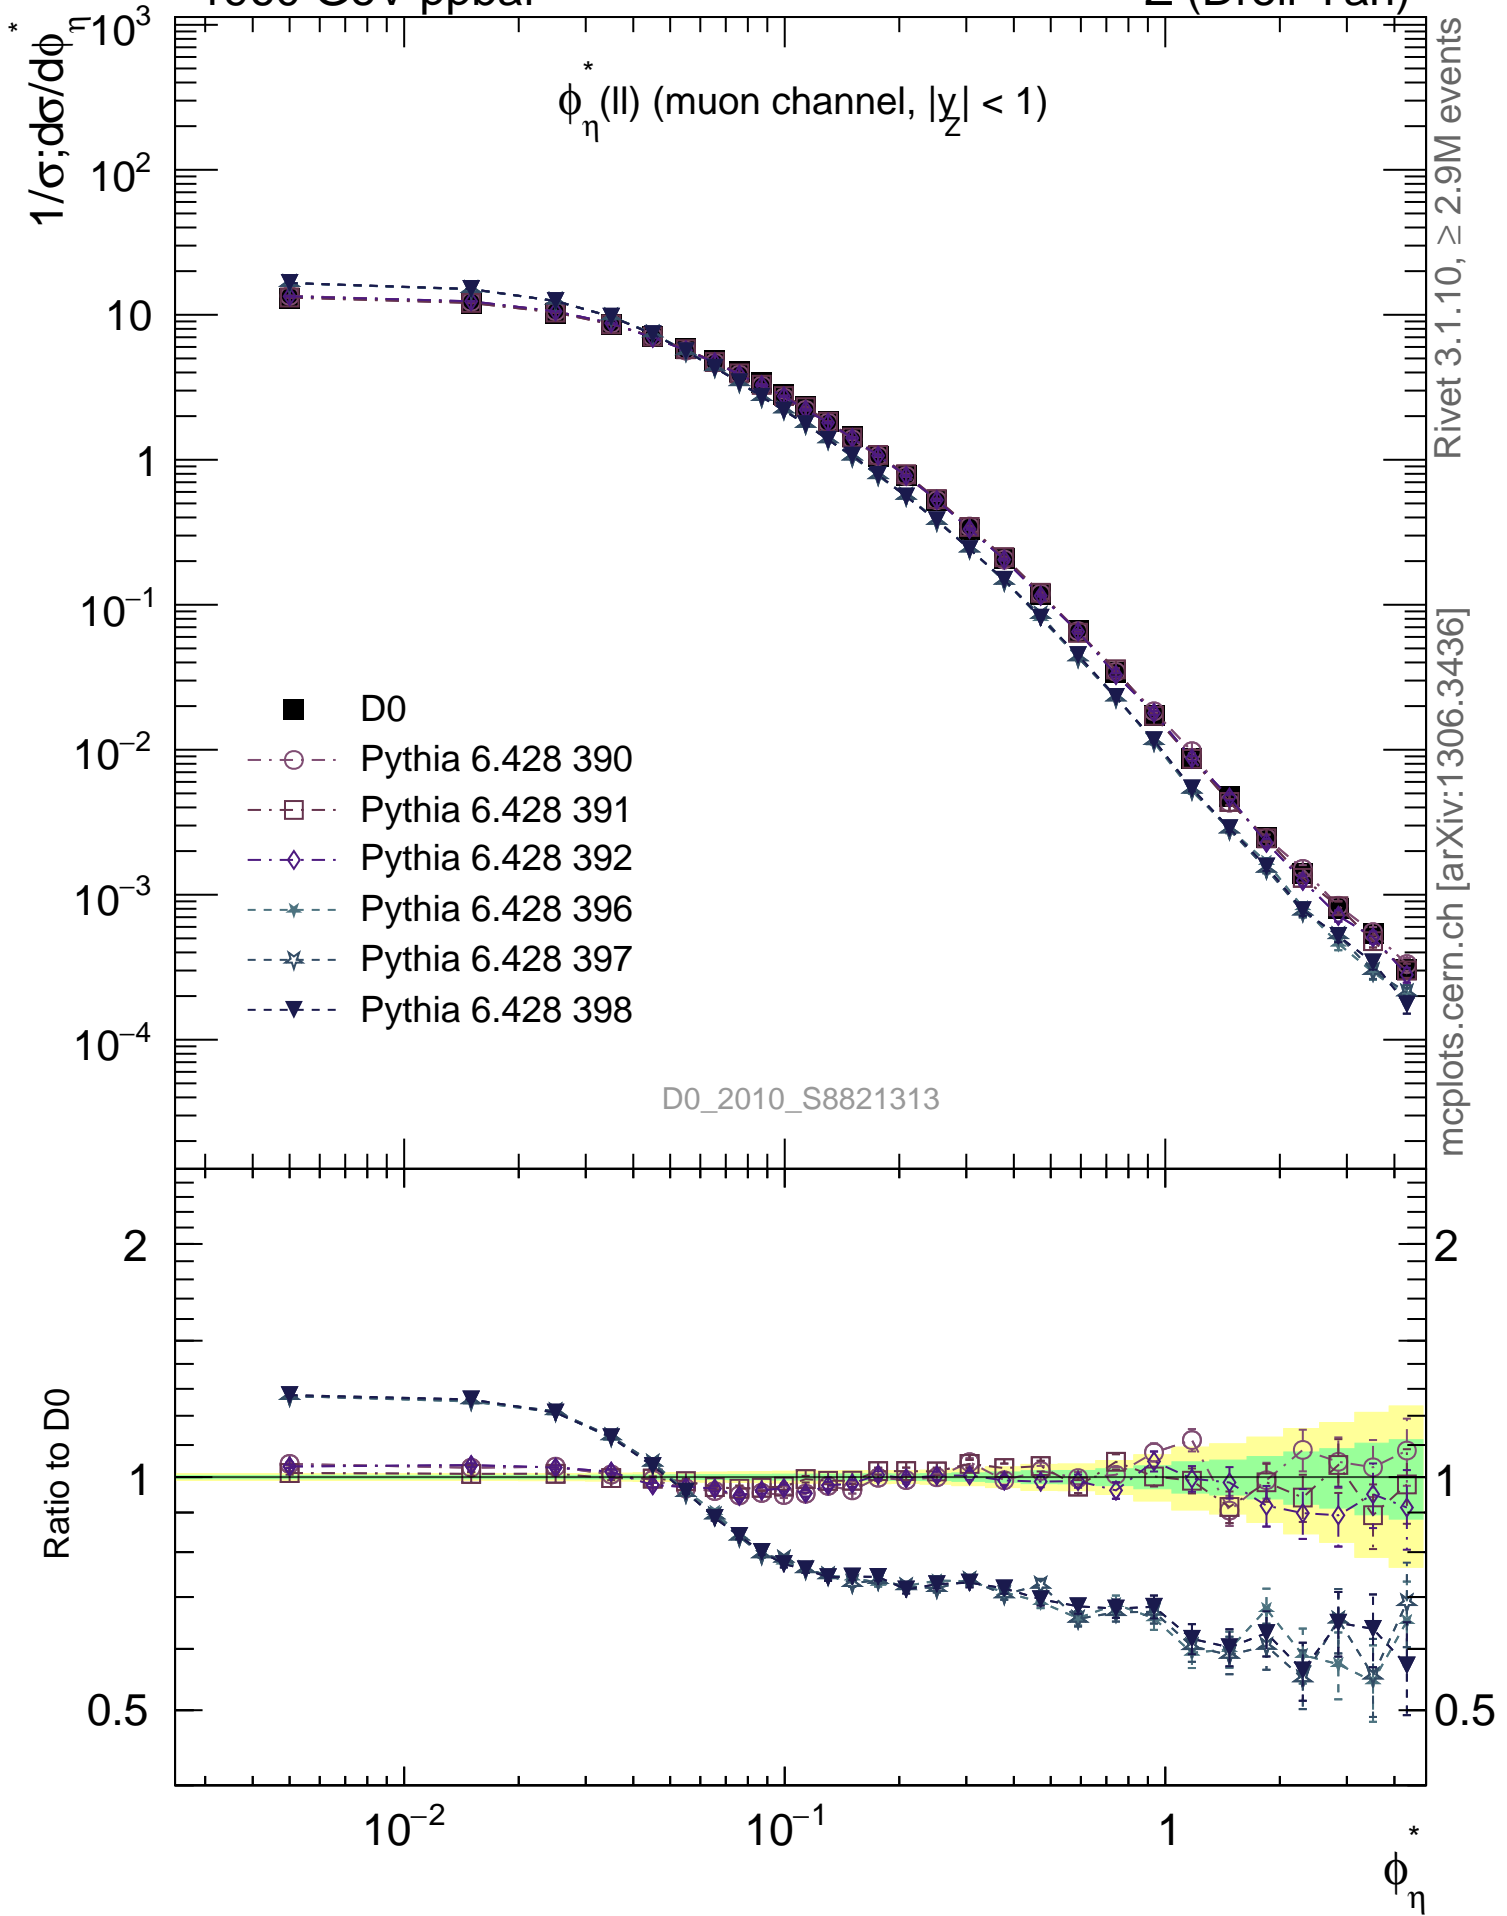 1/σ;dσ/dϕ*η
ϕ*η(ll) (muon channel, |yZ| < 1)
10³
10²
10
1
10⁻¹
10⁻²
10⁻³
10⁻⁴
D0
Pythia 6.428 390
Pythia 6.428 391
Pythia 6.428 392
Pythia 6.428 396
Pythia 6.428 397
Pythia 6.428 398
D0_2010_S8821313
Rivet 3.1.10, ≥ 2.9M events
mcplots.cern.ch [arXiv:1306.3436]
Ratio to D0
2
1
0.5
2
1
0.5
10⁻²
10⁻¹
1
ϕ*η